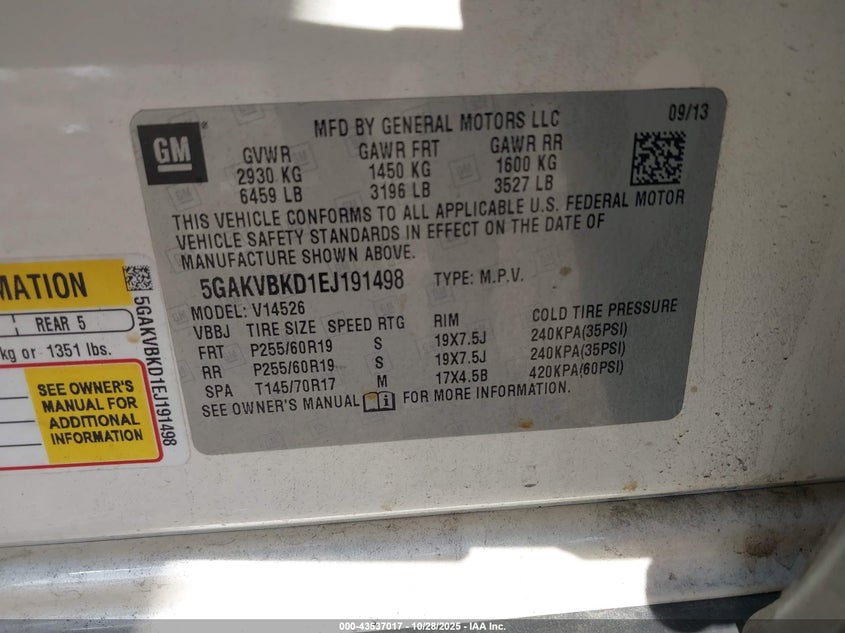 09/13
GM
MFD BY GENERAL MOTORS LLC
GVWR GAWR FRT GAWR RR
2930 KG 1450 KG 1600 KG
6459 LB 3196 LB 3527 LB
THIS VEHICLE CONFORMS TO ALL APPLICABLE U.S. FEDERAL MOTOR
VEHICLE SAFETY STANDARDS IN EFFECT ON THE DATE OF
MANUFACTURE SHOWN ABOVE.
5GAKVBKD1EJ191498 TYPE: M.P.V.
MODEL: V14526
VBBJ TIRE SIZE SPEED RTG RIM COLD TIRE PRESSURE
FRT P255/60R19 S 19X7.5J 240KPA(35PSI)
RR P255/60R19 S 19X7.5J 240KPA(35PSI)
SPA T145/70R17 M 17X4.5B 420KPA(60PSI)
SEE OWNER'S MANUAL i FOR MORE INFORMATION.
MATION
REAR 5
kg or 1351 lbs.
SEE OWNER'S
MANUAL FOR
ADDITIONAL
INFORMATION
5GAKVBKD1EJ191498
000-43537017 - 10/28/2025 - IAA Inc.